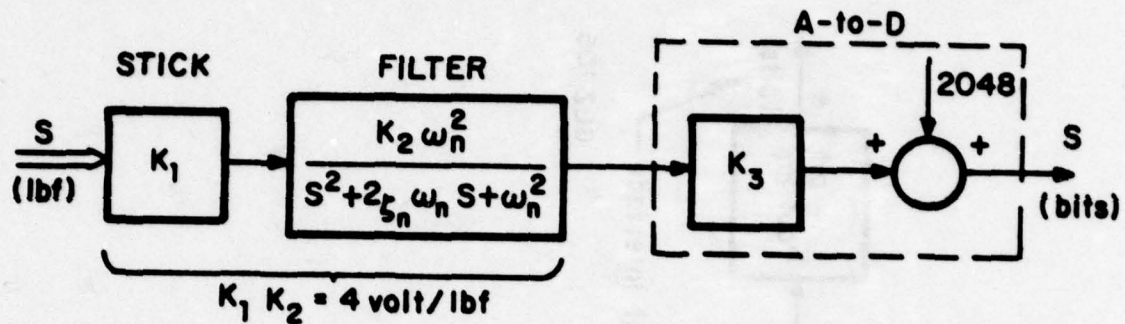 A-to-D
STICK
FILTER
2048
S
(lbf)
K₁
K₂ ωₙ²
S² + 2ζₙ ωₙ S + ωₙ²
K₃
+
+
S
(bits)
K₁ K₂ = 4 volt/lbf